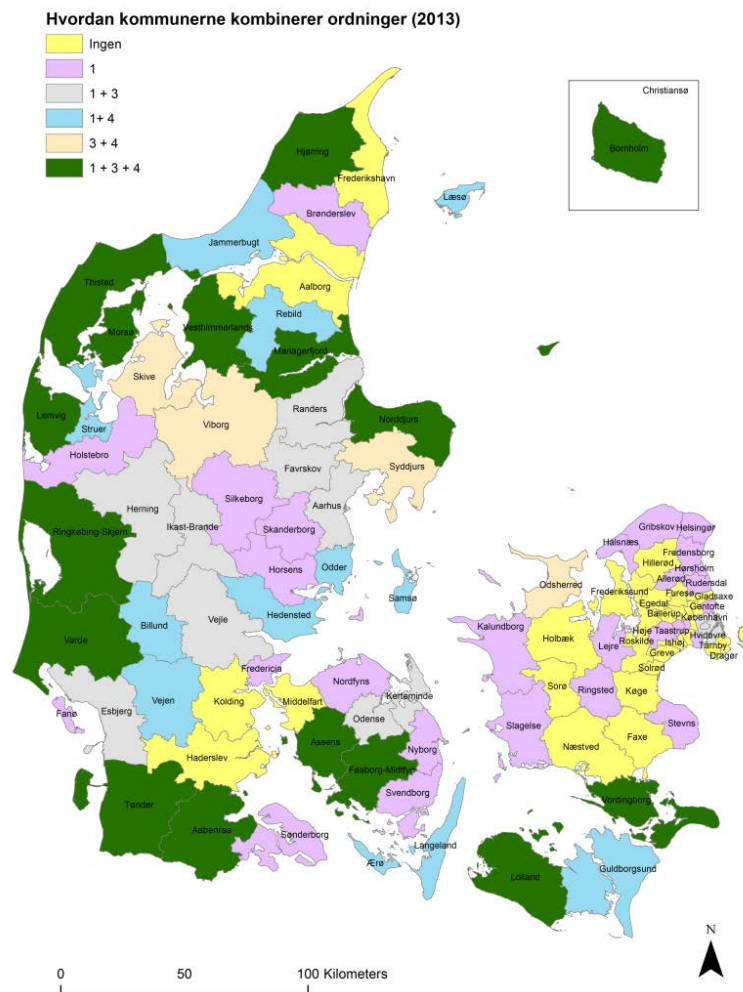 Hvordan kommunerne kombinerer ordninger (2013)
Ingen
1
1 + 3
1+ 4
3 + 4
1 + 3 + 4
Christiansø
Bornholm
Hjørring
Frederikshavn
Læsø
Brønderslev
Jammerbugt
Thisted
Aalborg
Rebild
Morsø
Vesthimmerlands
Mariagerfjord
Skive
Randers
Lemvig
Struer
Viborg
Norddjurs
Holstebro
Favrskov
Syddjurs
Silkeborg
Herning
Aarhus
Ikast-Brande
Skanderborg
Ringkøbing-Skjern
Horsens
Odder
Samsø
Hedensted
Billund
Vejle
Varde
Fredericia
Vejen
Kolding
Middelfart
Nordfyns
Kerteminde
Fanø
Esbjerg
Odense
Assens
Nyborg
Haderslev
Faaborg-Midtfyn
Svendborg
Tønder
Aabenraa
Sønderborg
Ærø
Langeland
Gribskov
Helsingør
Halsnæs
Fredensborg
Hillerød
Hørsholm
Odsherred
Allerød
Rudersdal
Frederikssund
Furesø
Gladsaxe
Egedal
Gentofte
Ballerup
København
Kalundborg
Holbæk
Høje Taastrup
Hvidovre
Lejre
Roskilde
Ishøj
Tårnby
Greve
Dragør
Solrød
Sorø
Ringsted
Køge
Slagelse
Stevns
Næstved
Faxe
Vordingborg
Lolland
Guldborgsund
N
0
50
100 Kilometers